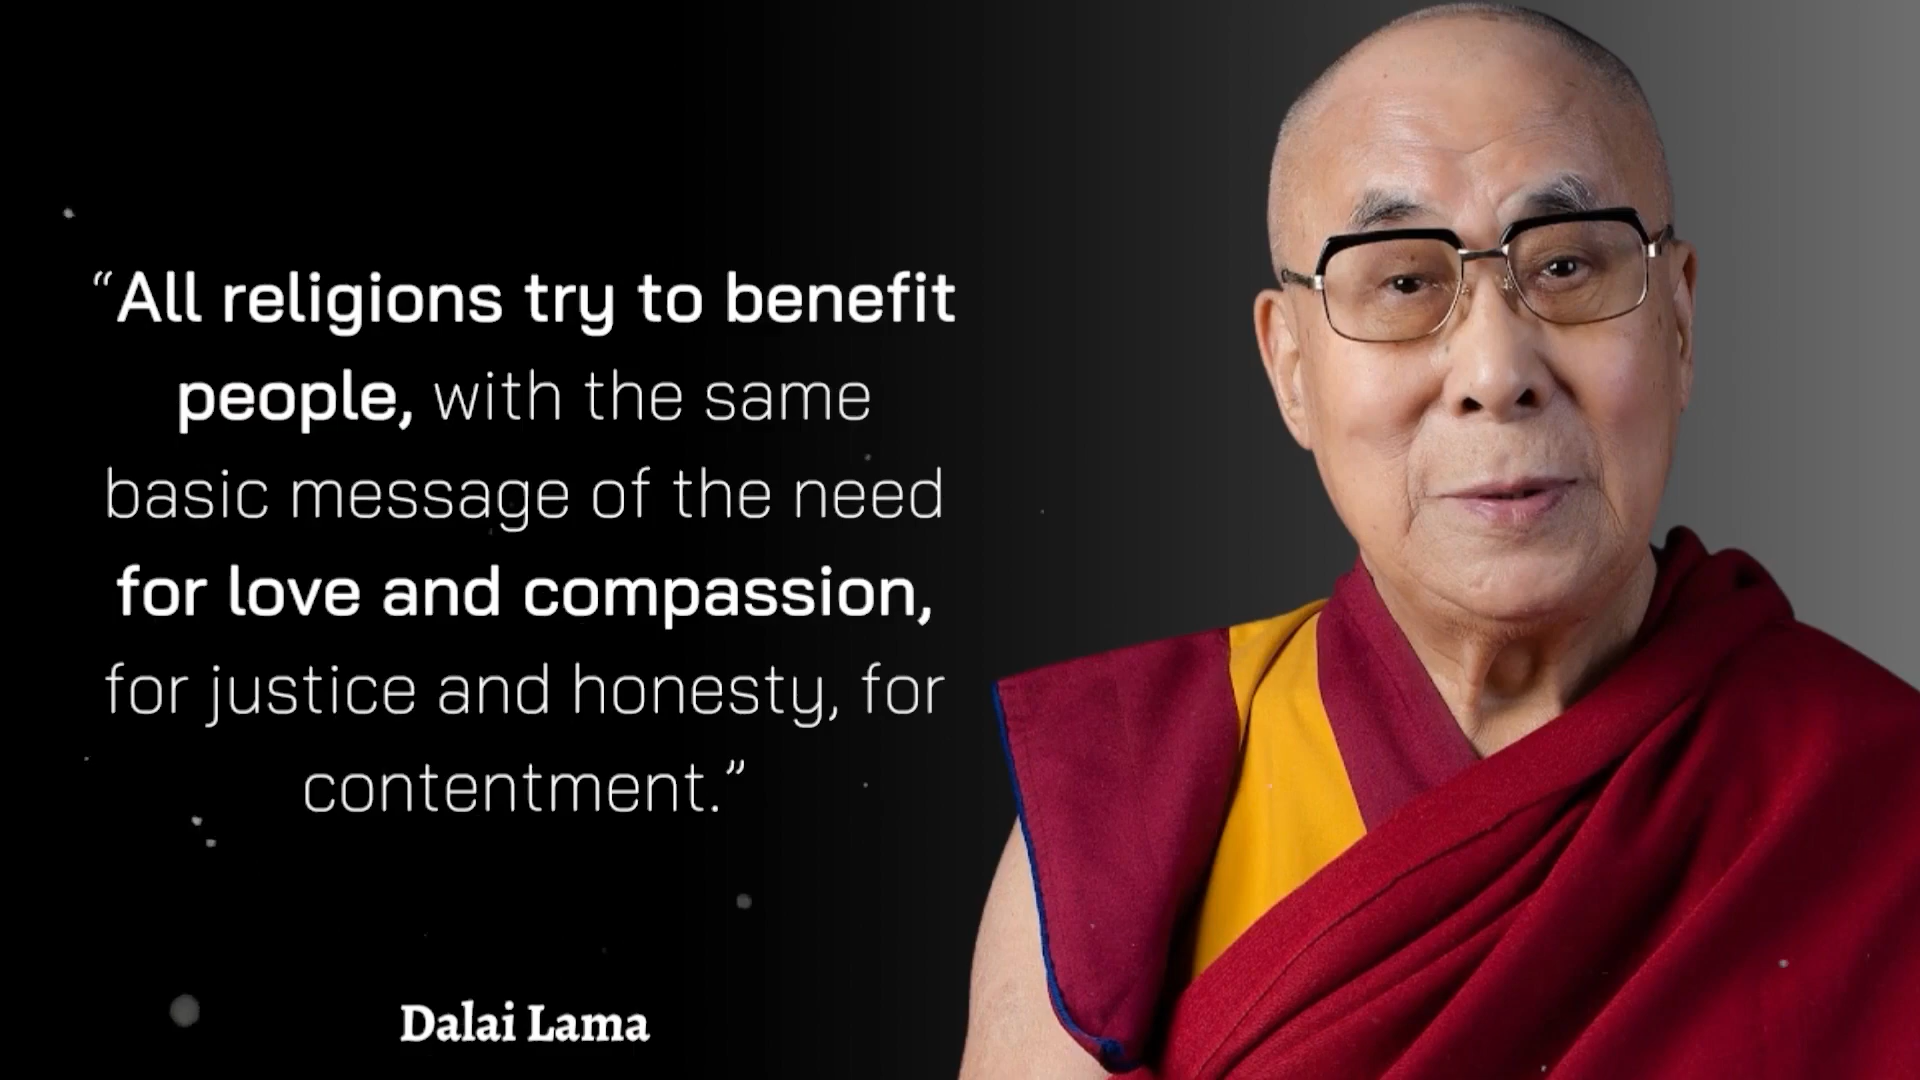 “All religions try to benefit
people, with the same
basic message of the need
for love and compassion,
for justice and honesty, for
contentment.”
Dalai Lama